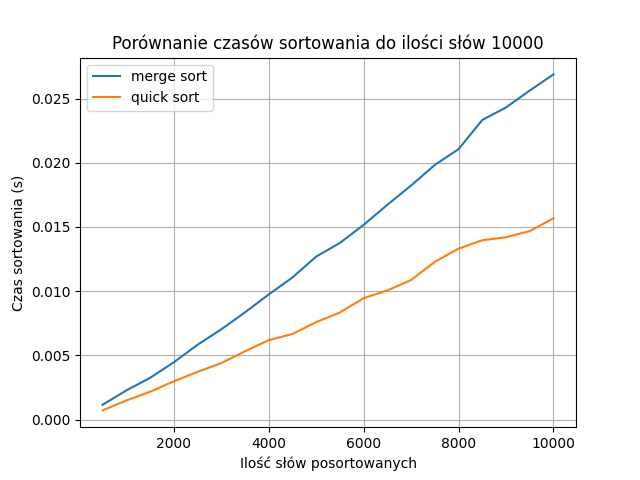 Porównanie czasów sortowania do ilości słów 10000
merge sort
quick sort
0.025
0.020
0.015
0.010
0.005
0.000
Czas sortowania (s)
2000 4000 6000 8000 10000
Ilość słów posortowanych